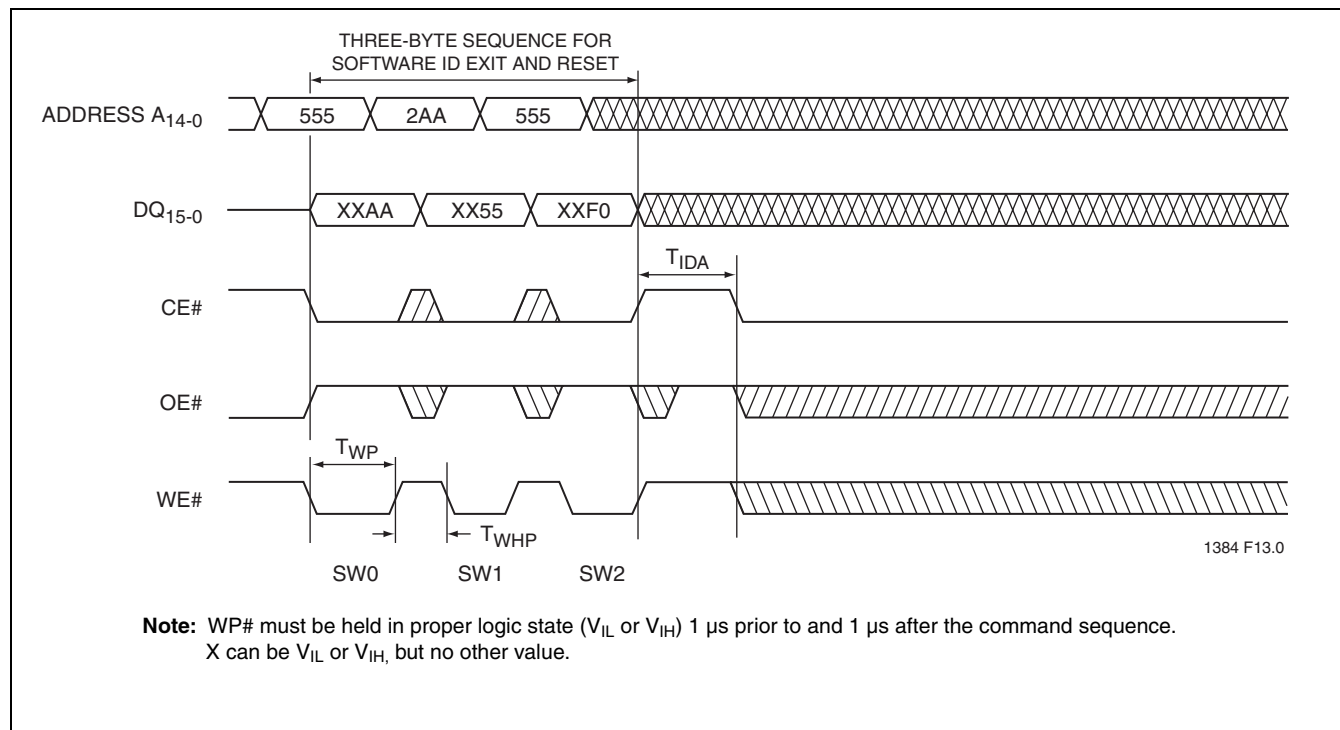 THREE-BYTE SEQUENCE FOR
SOFTWARE ID EXIT AND RESET
ADDRESS A14-0
555 2AA 555
DQ15-0
XXAA XX55 XXF0
TIDA
CE#
OE#
TWP
WE#
TWHP
SW0 SW1 SW2
1384 F13.0
Note: WP# must be held in proper logic state (VIL or VIH) 1 µs prior to and 1 µs after the command sequence.
X can be VIL or VIH, but no other value.